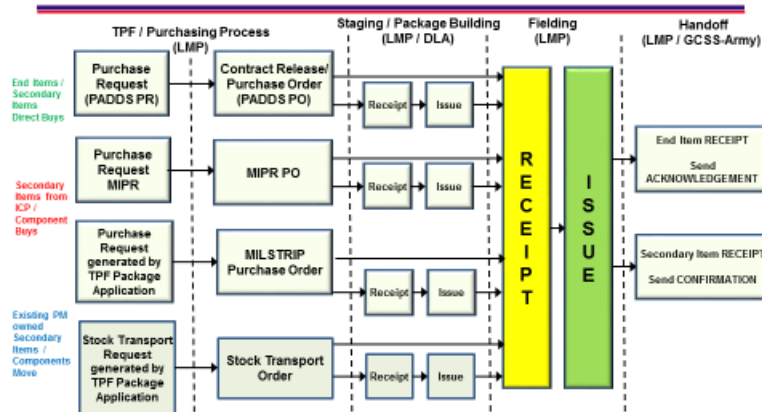 TPF / Purchasing Process
(LMP)
Staging / Package Building
(LMP / DLA)
Fielding
(LMP)
Handoff
(LMP / GCSS-Army)
End Items /
Secondary
Items
Direct Buys
Purchase
Request
(PADDS PR)
Contract Release/
Purchase Order
(PADDS PO)
Receipt
Issue
Secondary
Items from
ICP /
Component
Buys
Purchase
Request
MIPR
MIPR PO
Receipt
Issue
Purchase
Request
generated by
TPF Package
Application
MILSTRIP
Purchase Order
Receipt
Issue
Existing PM
owned
Secondary
Items /
Components
Move
Stock Transport
Request
generated by
TPF Package
Application
Stock Transport
Order
Receipt
Issue
RECEIPT
ISSUE
End Item RECEIPT
Send
ACKNOWLEDGEMENT
Secondary Item RECEIPT
Send CONFIRMATION